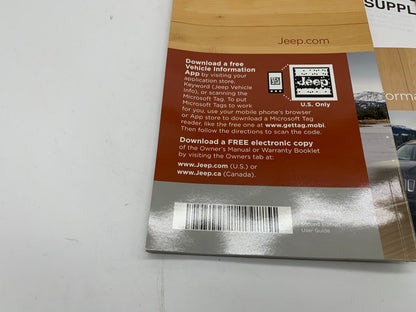 SUPPL
Jeep.com
Download a free
Vehicle Information
App by visiting your
application store,
Keyword (Jeep Vehicle
Info), or scanning the
Microsoft Tag. To put
Microsoft Tags to work
for you, use your mobile phone's browser
or App store to download a Microsoft Tag
reader, like the free one at www.gettag.mobi.
Then follow the directions to scan the code.
Jeep
U.S. Only
Download a FREE electronic copy
of the Owner's Manual or Warranty Booklet
by visiting the Owners tab at:
www.Jeep.com (U.S.) or
www.Jeep.ca (Canada).
Second Edition
User Guide